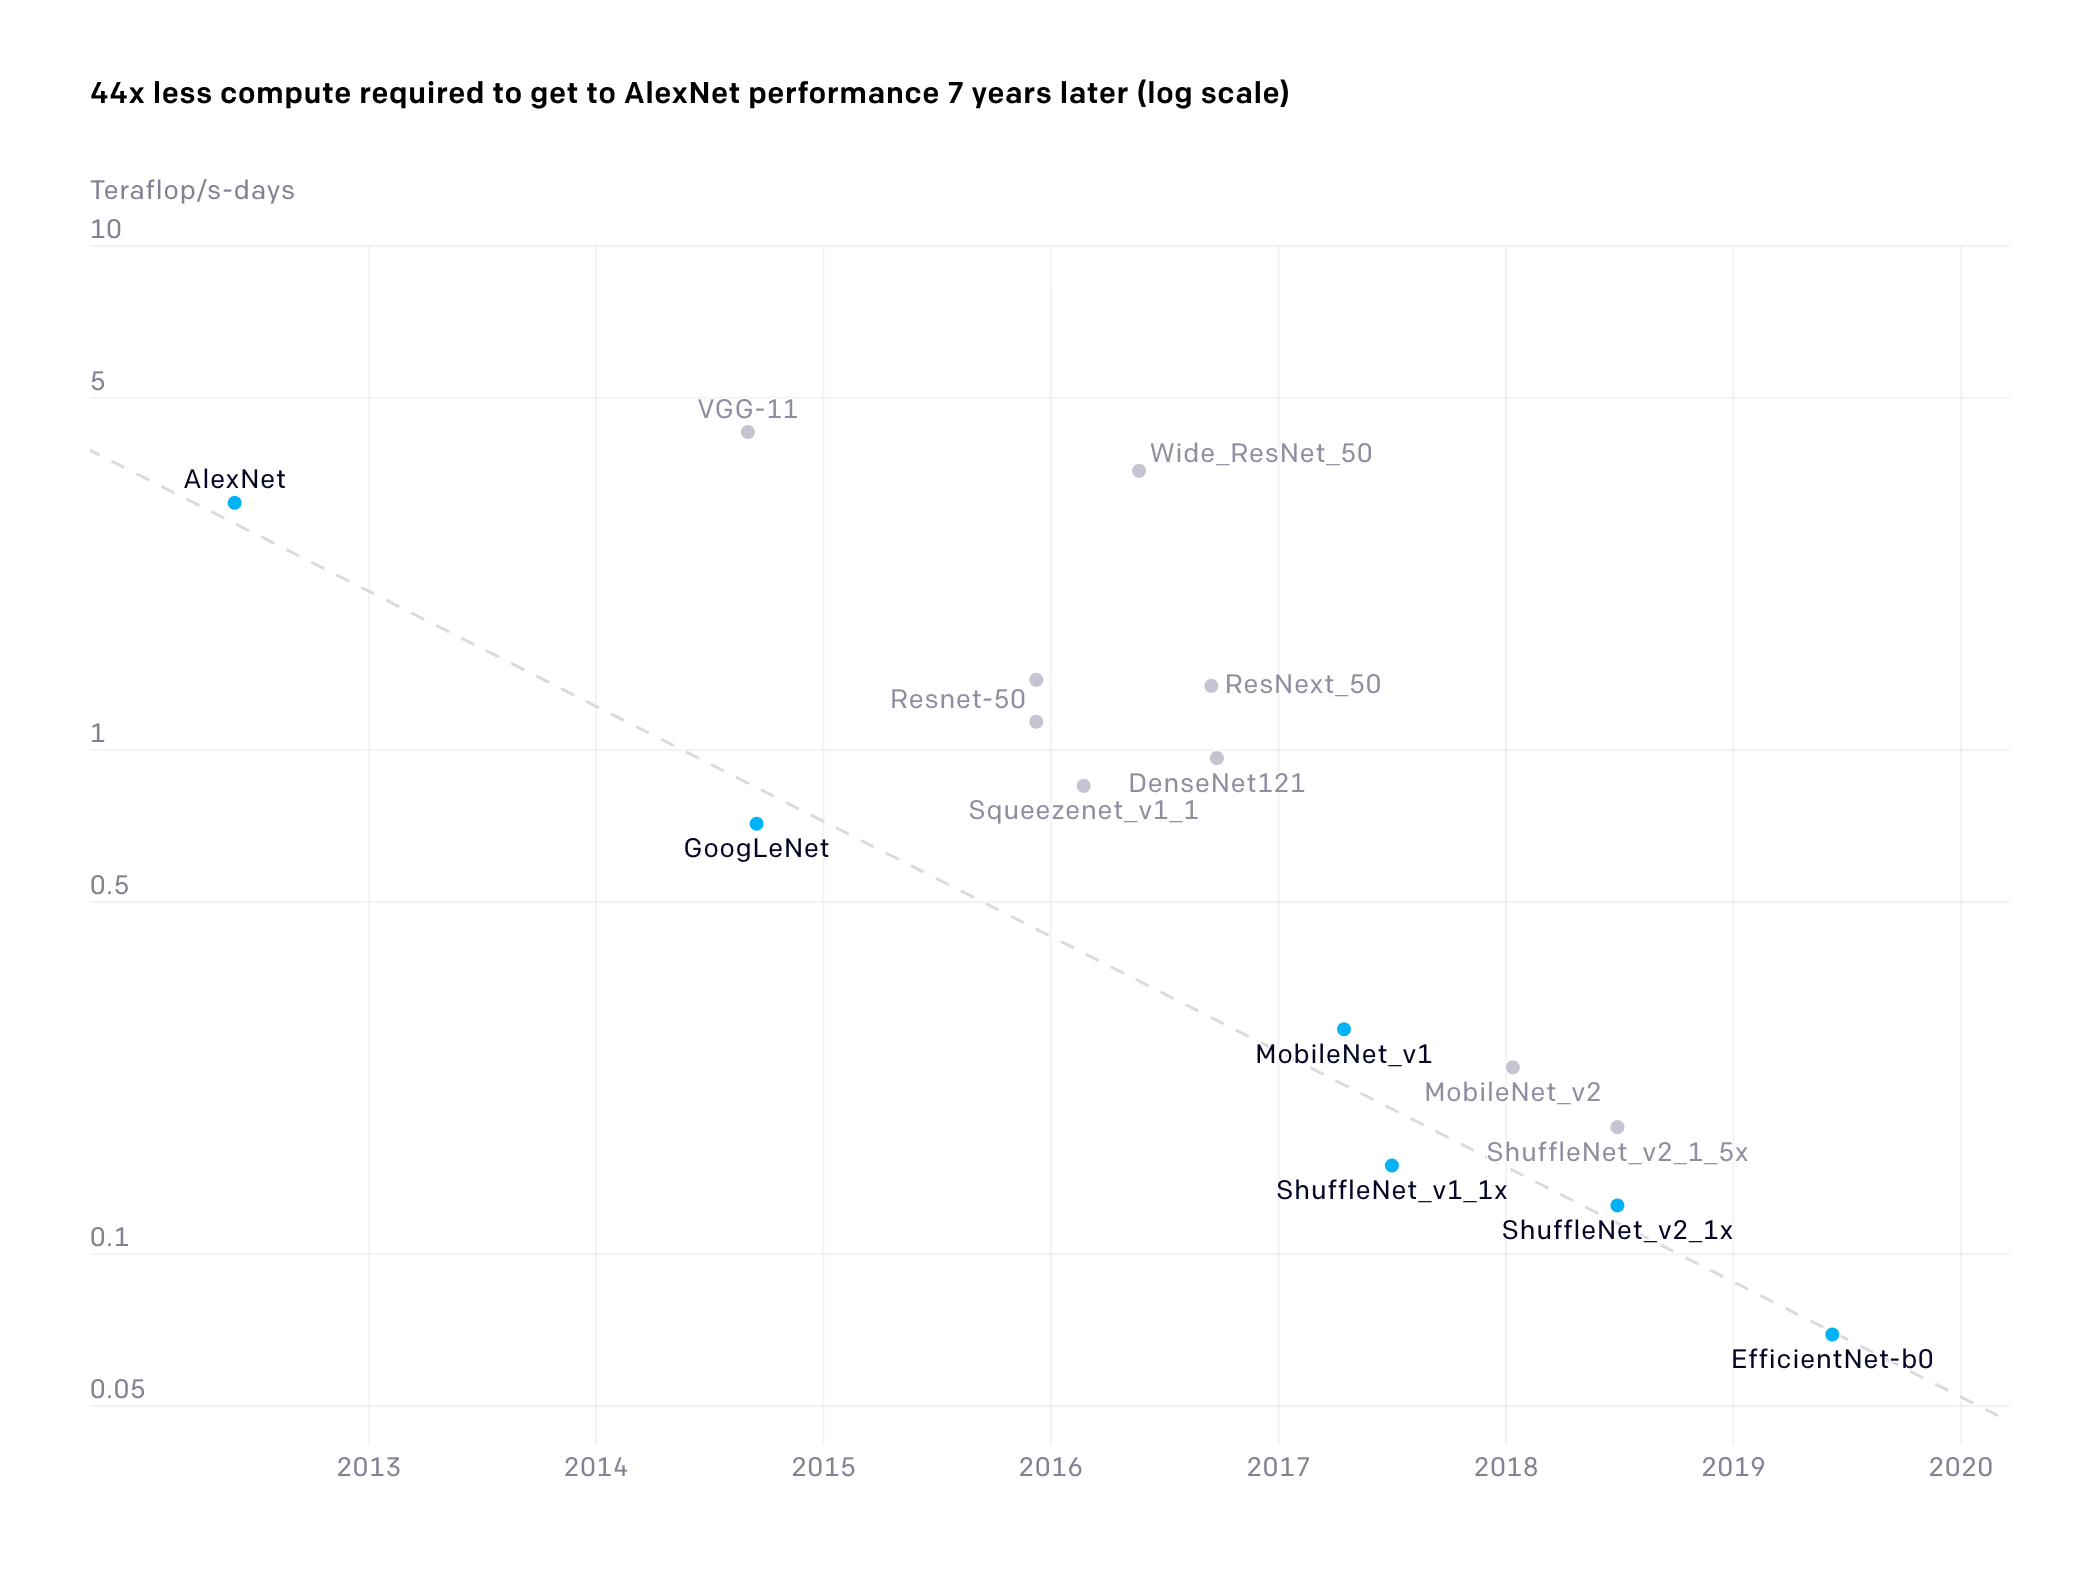 44x less compute required to get to AlexNet performance 7 years later (log scale)
Teraflop/s-days
10
5
VGG-11
Wide_ResNet_50
AlexNet
Resnet-50
ResNext_50
1
DenseNet121
Squeezenet_v1_1
GoogLeNet
0.5
MobileNet_v1
MobileNet_v2
ShuffleNet_v2_1_5x
ShuffleNet_v1_1x
ShuffleNet_v2_1x
0.1
EfficientNet-b0
0.05
2013 2014 2015 2016 2017 2018 2019 2020